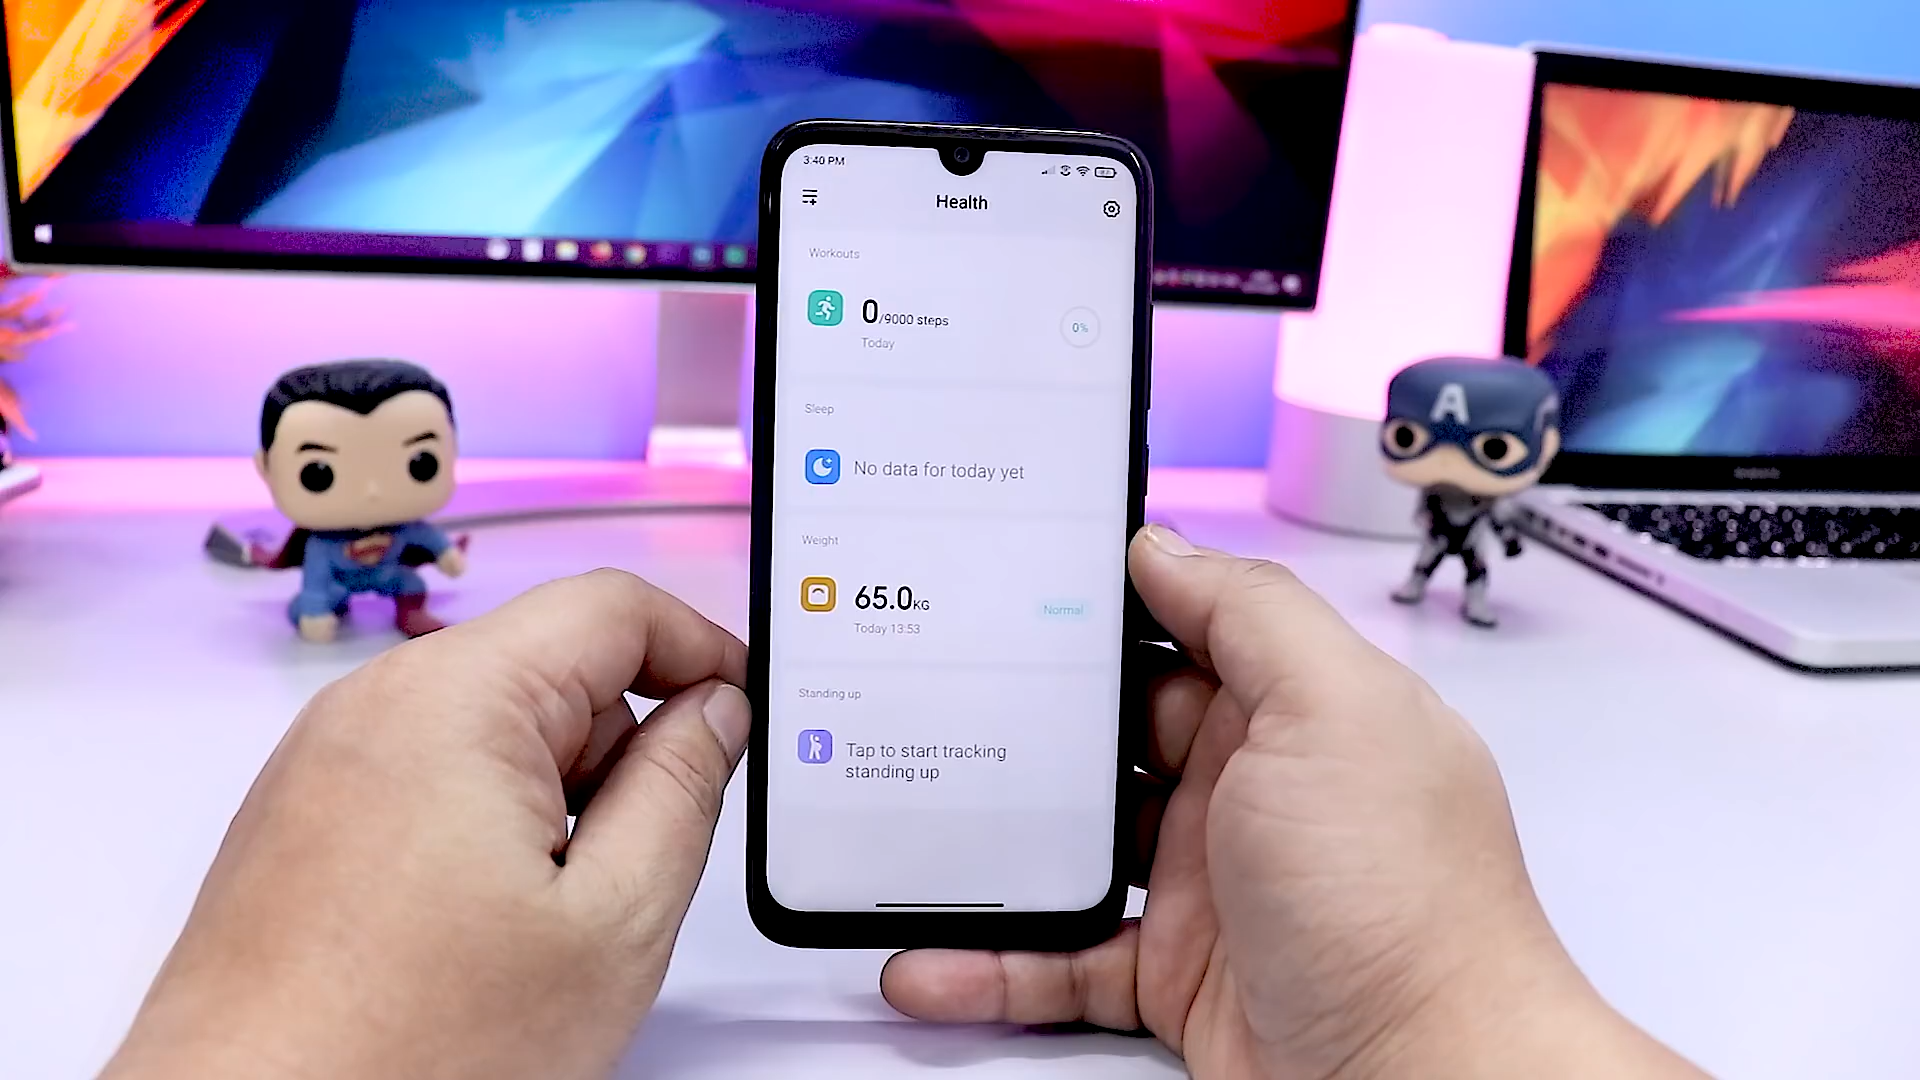 3:40 PM
Health
Workouts
0/9000 steps
0%
Today
Sleep
No data for today yet
Weight
65.0KG
Normal
Today 13:53
Standing up
Tap to start tracking
standing up
A